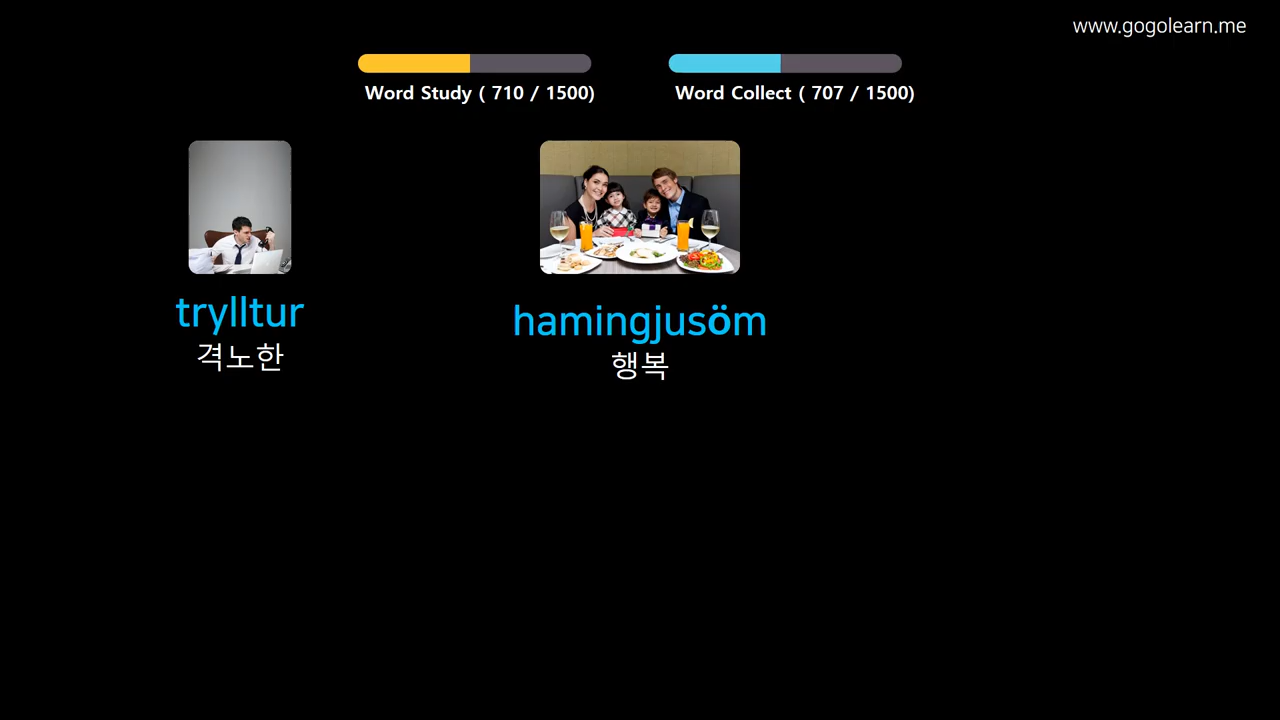 www.gogolearn.me
Word Study ( 710 / 1500)
Word Collect ( 707 / 1500)
trylltur
격노한
hamingjusöm
행복